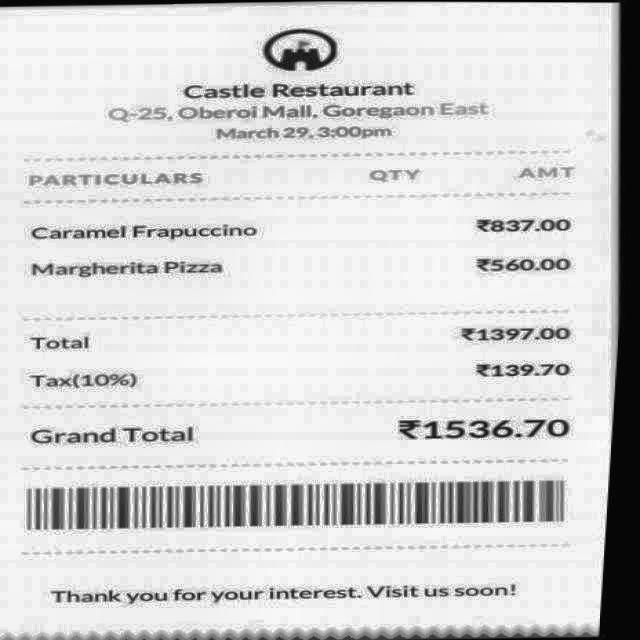 Castle Restaurant
Q-25, Oberoi Mall, Goregaon East
March 29, 3:00pm
PARTICULARS QTY AMT
Caramel Frapuccino ₹837.00
Margherita Pizza ₹560.00
Total ₹1397.00
Tax(10%) ₹139.70
Grand Total ₹1536.70
Thank you for your interest. Visit us soon!